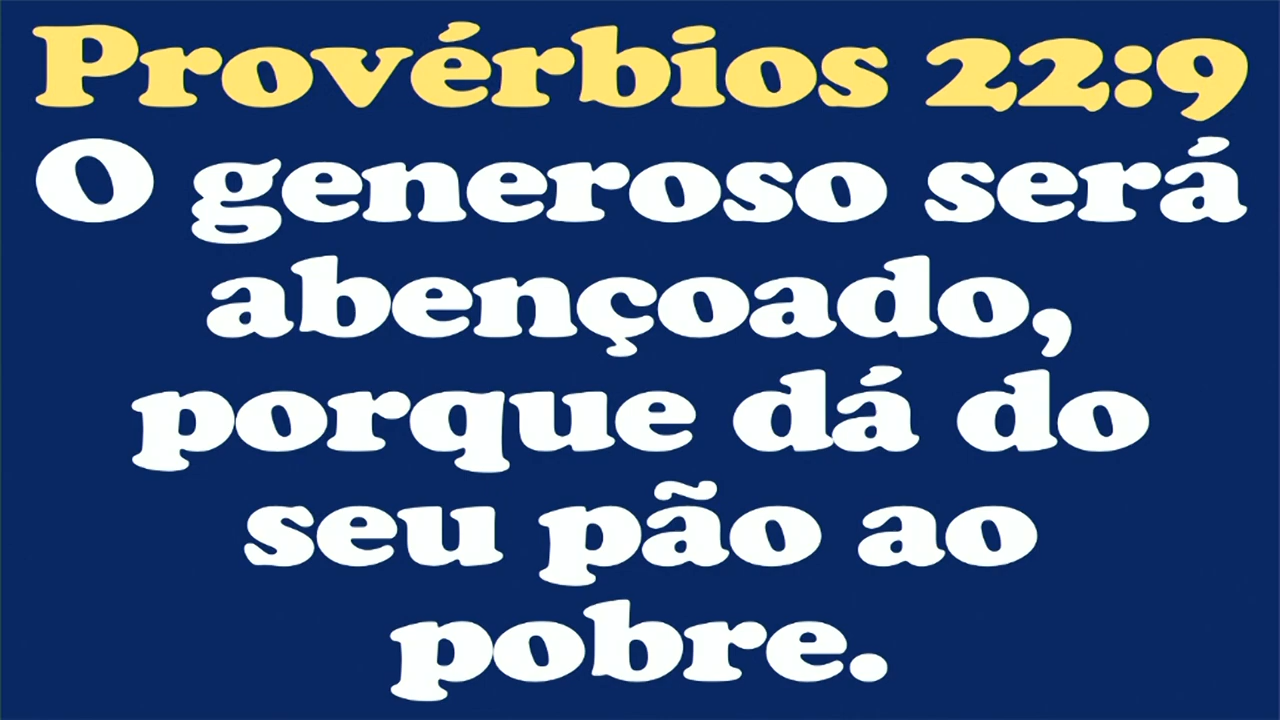 Provérbios 22:9
O generoso será
abençoado,
porque dá do
seu pão ao
pobre.